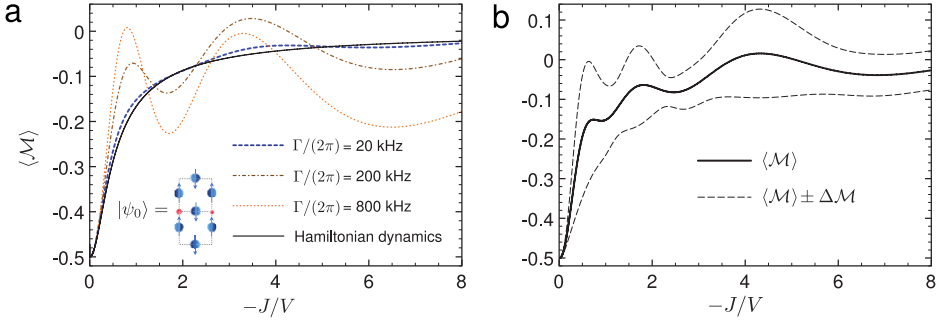 a
b
⟨M⟩
0
-0.1
-0.2
-0.3
-0.4
-0.5
Γ/(2π) = 20 kHz
Γ/(2π) = 200 kHz
Γ/(2π) = 800 kHz
Hamiltonian dynamics
|ψ₀⟩ =
0 2 4 6 8
−J/V
0.1
0
-0.1
-0.2
-0.3
-0.4
-0.5
⟨M⟩
⟨M⟩ ± ΔM
0 2 4 6 8
−J/V